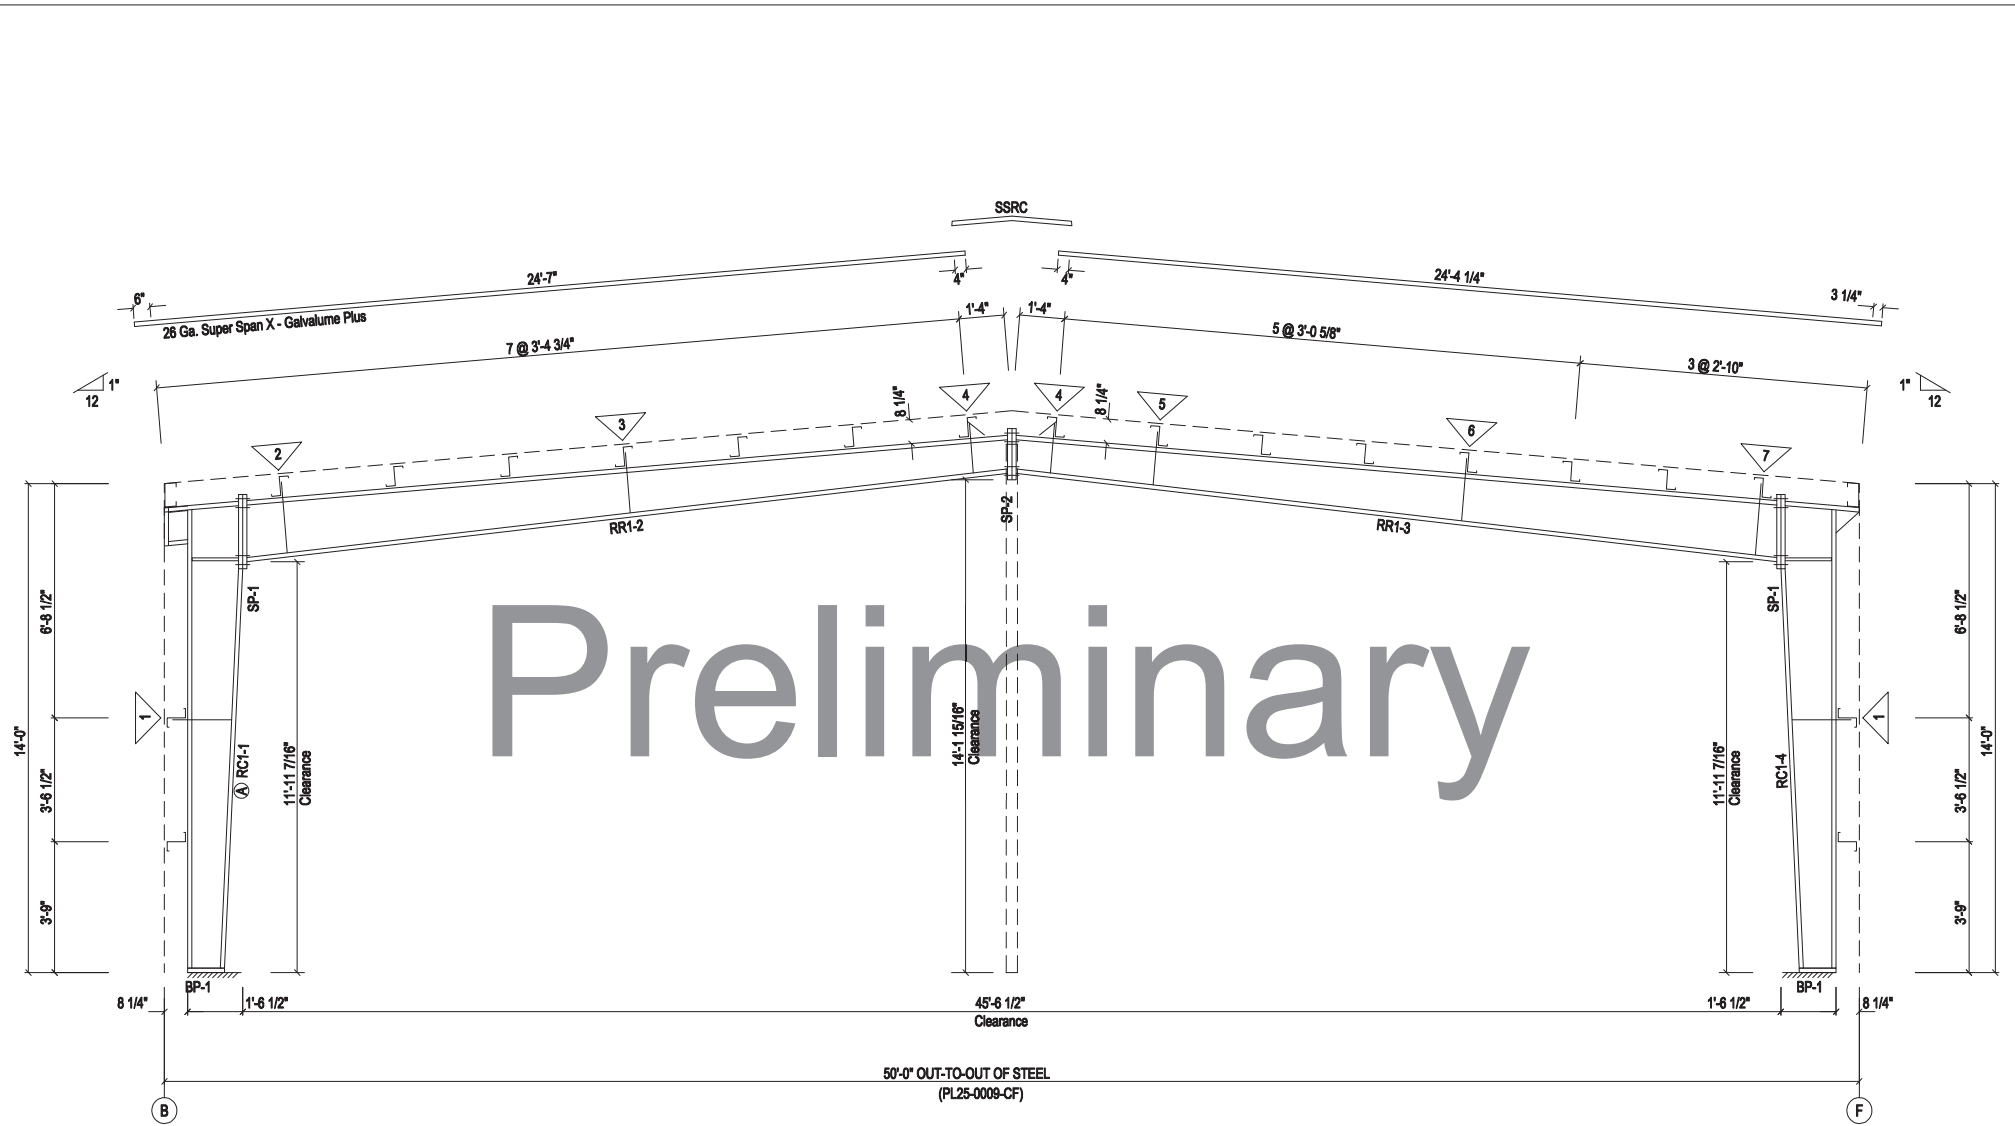 SSRC
24'-7"
24'-4 1/4"
4"
4"
6"
3 1/4"
26 Ga. Super Span X - Galvalume Plus
1'-4"
1'-4"
7 @ 3'-4 3/4"
5 @ 3'-0 5/8"
3 @ 2'-10"
1"
12
1"
12
8 1/4"
8 1/4"
2
3
4
4
5
6
7
RR1-2
RR1-3
SP-2
SP-1
SP-1
6'-8 1/2"
6'-8 1/2"
Preliminary
1
1
14'-0"
14'-0"
3'-6 1/2"
3'-6 1/2"
A RC1-1
RC1-4
11'-11 7/16"
Clearance
14'-1 15/16"
Clearance
11'-11 7/16"
Clearance
3'-9"
3'-9"
BP-1
BP-1
8 1/4"
1'-6 1/2"
45'-6 1/2"
Clearance
1'-6 1/2"
8 1/4"
50'-0" OUT-TO-OUT OF STEEL
(PL25-0009-CF)
B
F